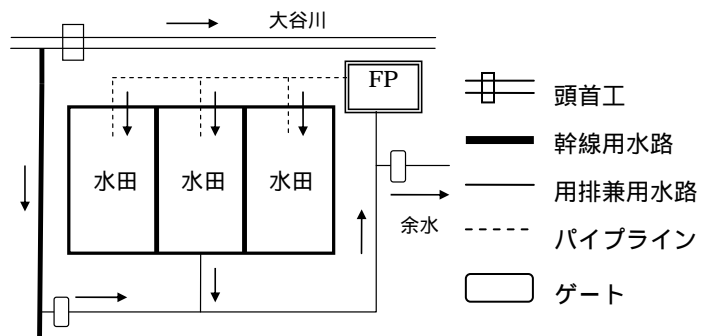 大谷川
FP
水田 水田 水田
余水
頭首工
幹線用水路
用排兼用水路
パイプライン
ゲート